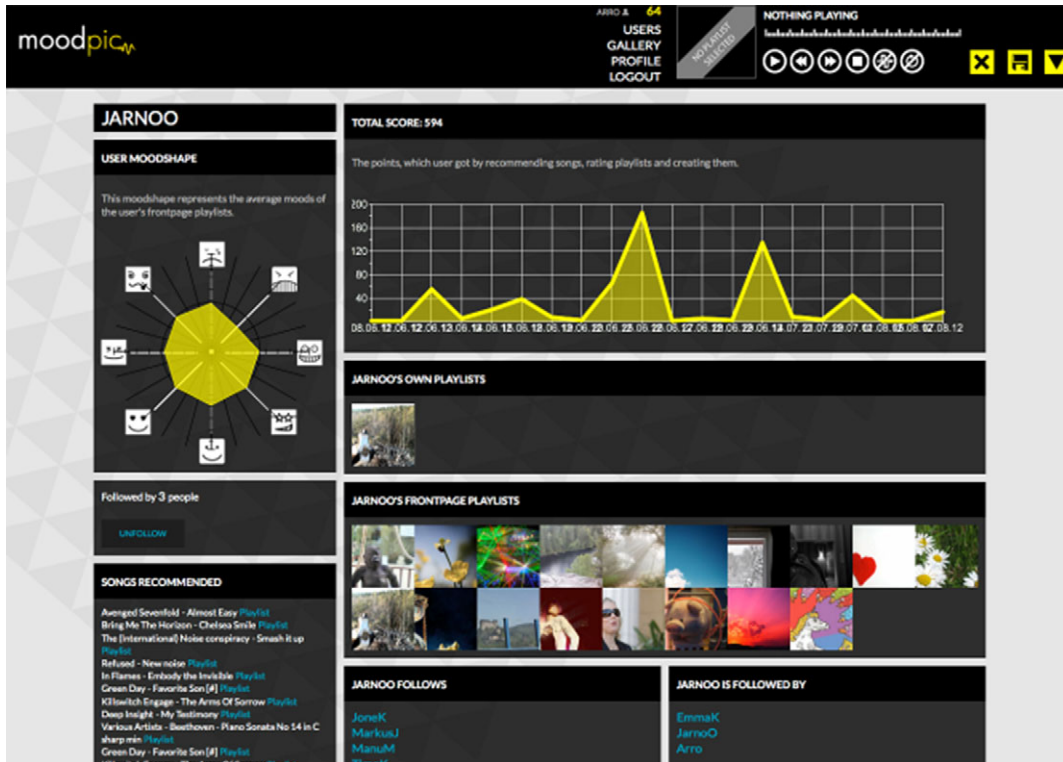 moodpic
ARRO 64
USERS
GALLERY
PROFILE
LOGOUT
NO PLAYLIST
SELECTED
NOTHING PLAYING
JARNOO
USER MOODSHAPE
This moodshape represents the average moods of
the user's frontpage playlists.
Followed by 3 people
UNFOLLOW
SONGS RECOMMENDED
Avenged Sevenfold - Almost Easy Playlist
Bring Me The Horizon - Chelsea Smile Playlist
The (International) Noise conspiracy - Smash it up
Playlist
Refused - New noise Playlist
In Flames - Embody the Invisible Playlist
Green Day - Favorite Son [#] Playlist
Killswitch Engage - The Arms Of Sorrow Playlist
Deep Insight - My Testimony Playlist
Various Artists - Beethoven - Piano Sonata No 14 in C
sharp min Playlist
Green Day - Favorite Son [#] Playlist
TOTAL SCORE: 594
The points, which user got by recommending songs, rating playlists and creating them.
200
160
120
80
40
JARNOO'S OWN PLAYLISTS
JARNOO'S FRONTPAGE PLAYLISTS
JARNOO FOLLOWS
JoneK
MarkusJ
ManuM
JARNOO IS FOLLOWED BY
EmmaK
JarnoO
Arro